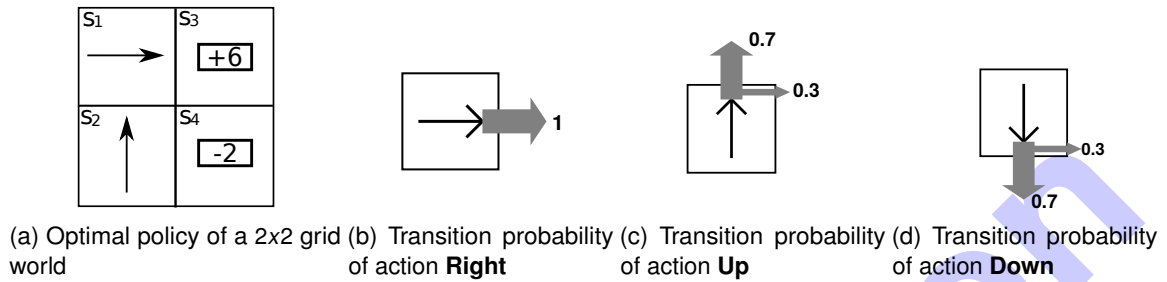 S1
S3
+6
S2
S4
-2
1
0.7
0.3
0.3
0.7
(a) Optimal policy of a 2x2 grid world
(b) Transition probability of action Right
(c) Transition probability of action Up
(d) Transition probability of action Down